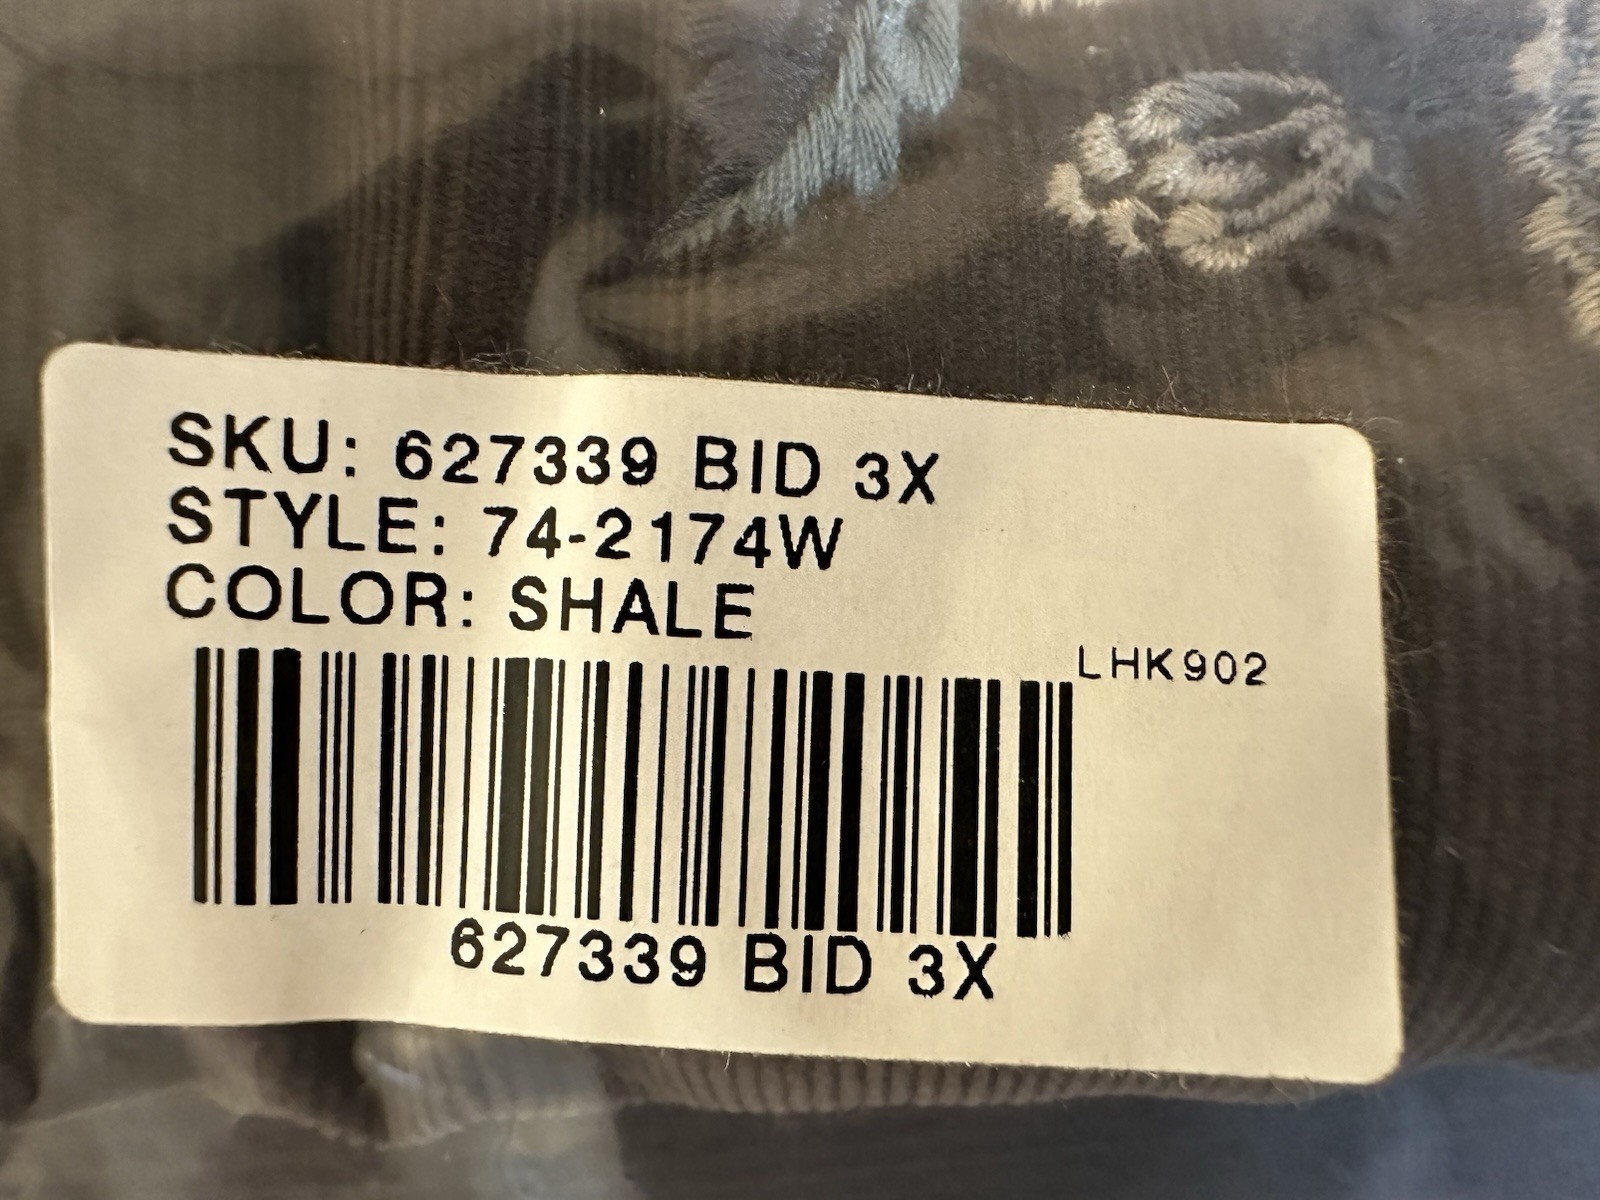 SKU: 627339 BID 3X
STYLE: 74-2174W
COLOR: SHALE
LHK902
627339 BID 3X